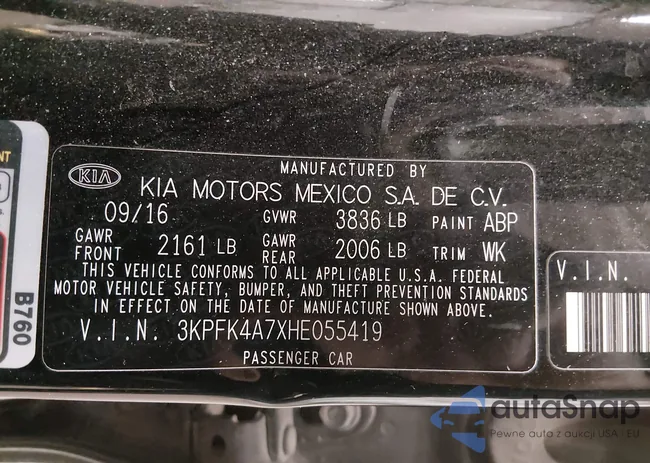 MANUFACTURED BY
KIA KIA MOTORS MEXICO S.A. DE C.V.
09/16 GVWR 3836 LB PAINT ABP
GAWR FRONT 2161 LB GAWR REAR 2006 LB TRIM WK
THIS VEHICLE CONFORMS TO ALL APPLICABLE U.S.A. FEDERAL
MOTOR VEHICLE SAFETY, BUMPER, AND THEFT PREVENTION STANDARDS
IN EFFECT ON THE DATE OF MANUFACTURE SHOWN ABOVE.
V.I.N. 3KPFK4A7XHE055419
PASSENGER CAR
B760
V.I.N.
autoSnap
Pewne auta z aukcji USA - EU